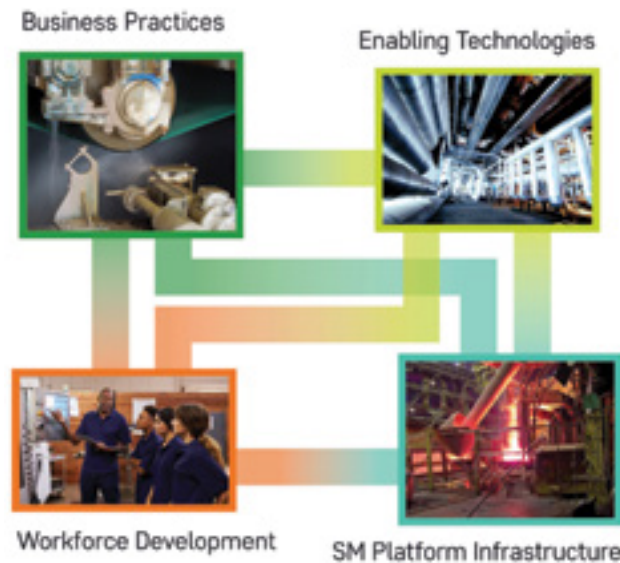 Business Practices
Enabling Technologies
Workforce Development
SM Platform Infrastructure